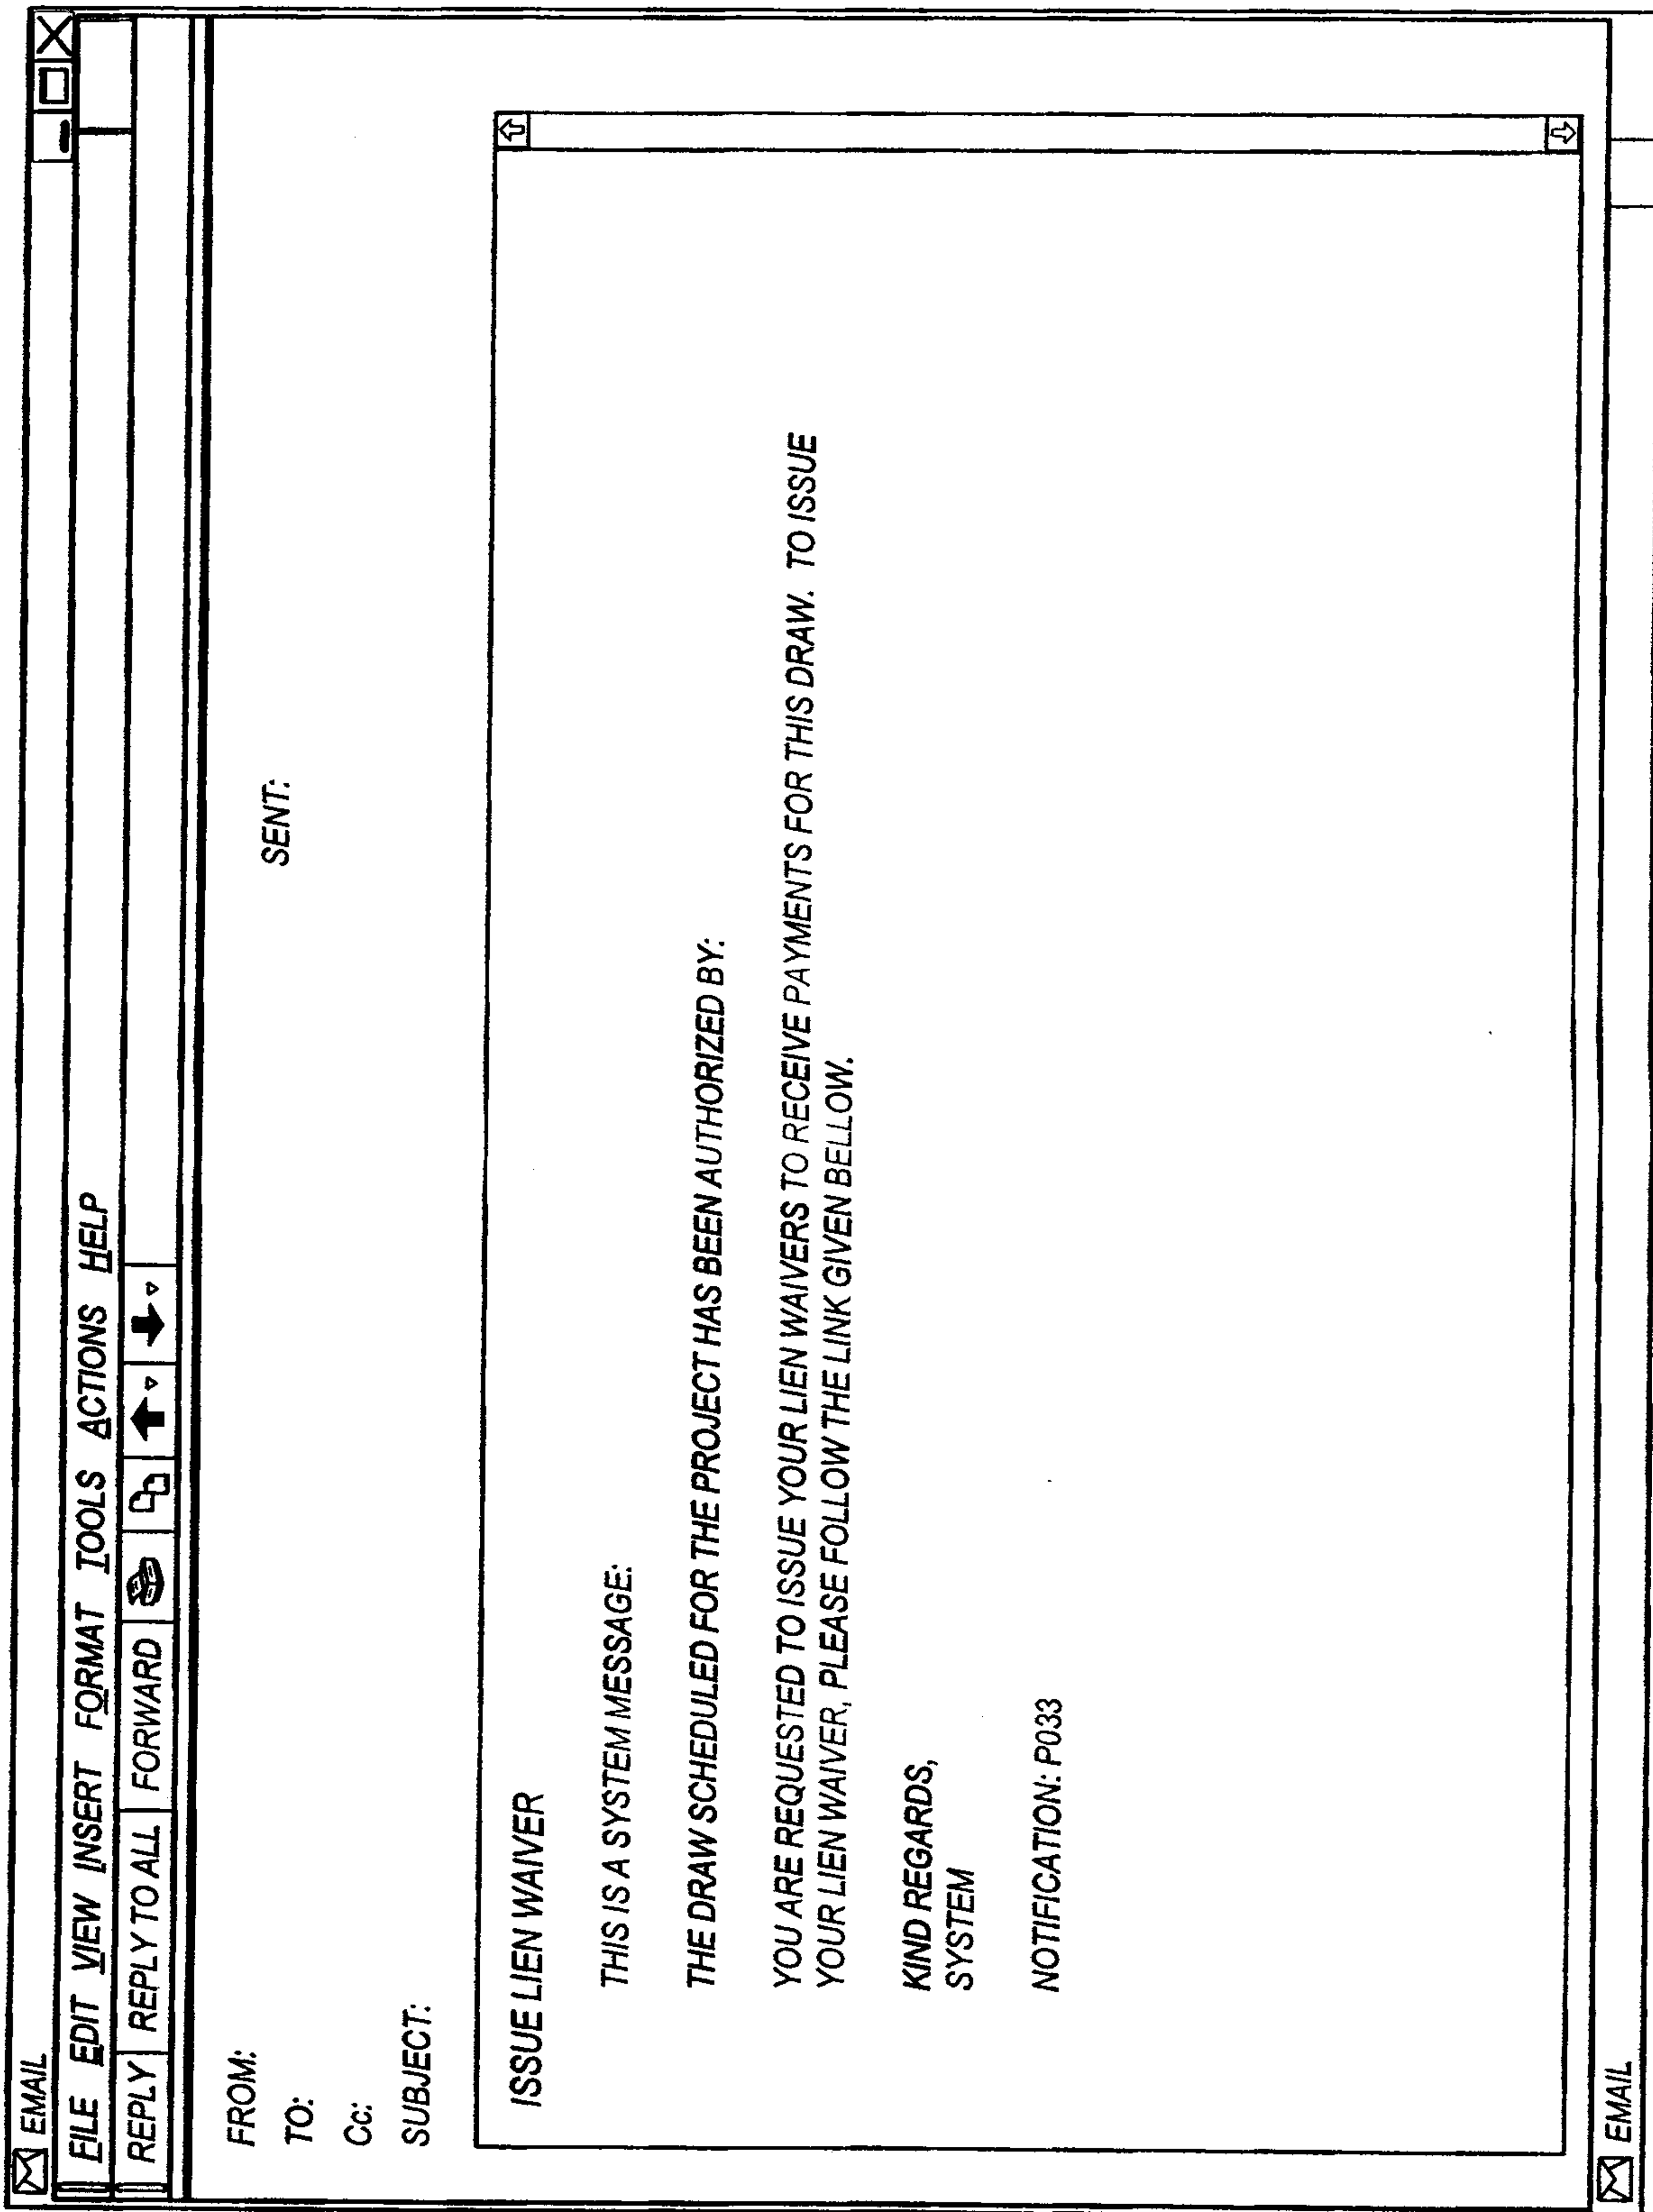 EMAIL
FILE EDIT VIEW INSERT FORMAT TOOLS ACTIONS HELP
REPLY REPLY TO ALL FORWARD
FROM:
SENT:
TO:
Cc:
SUBJECT:
ISSUE LIEN WAIVER
THIS IS A SYSTEM MESSAGE:
THE DRAW SCHEDULED FOR THE PROJECT HAS BEEN AUTHORIZED BY:
YOU ARE REQUESTED TO ISSUE YOUR LIEN WAIVERS TO RECEIVE PAYMENTS FOR THIS DRAW. TO ISSUE
YOUR LIEN WAIVER, PLEASE FOLLOW THE LINK GIVEN BELLOW.
KIND REGARDS,
SYSTEM
NOTIFICATION: P033
EMAIL